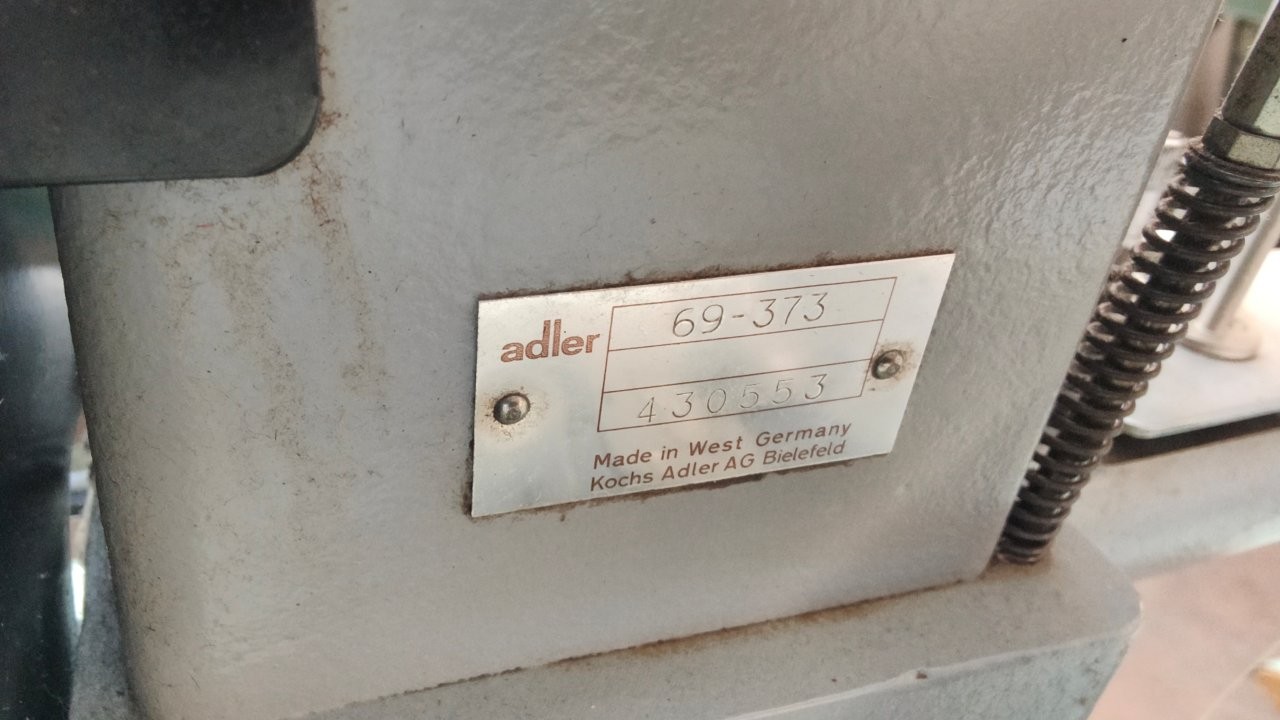 adler
69-373
430553
Made in West Germany
Kochs Adler AG Bielefeld